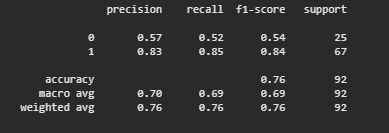 precision recall f1-score support
0 0.57 0.52 0.54 25
1 0.83 0.85 0.84 67
accuracy 0.76 92
macro avg 0.70 0.69 0.69 92
weighted avg 0.76 0.76 0.76 92